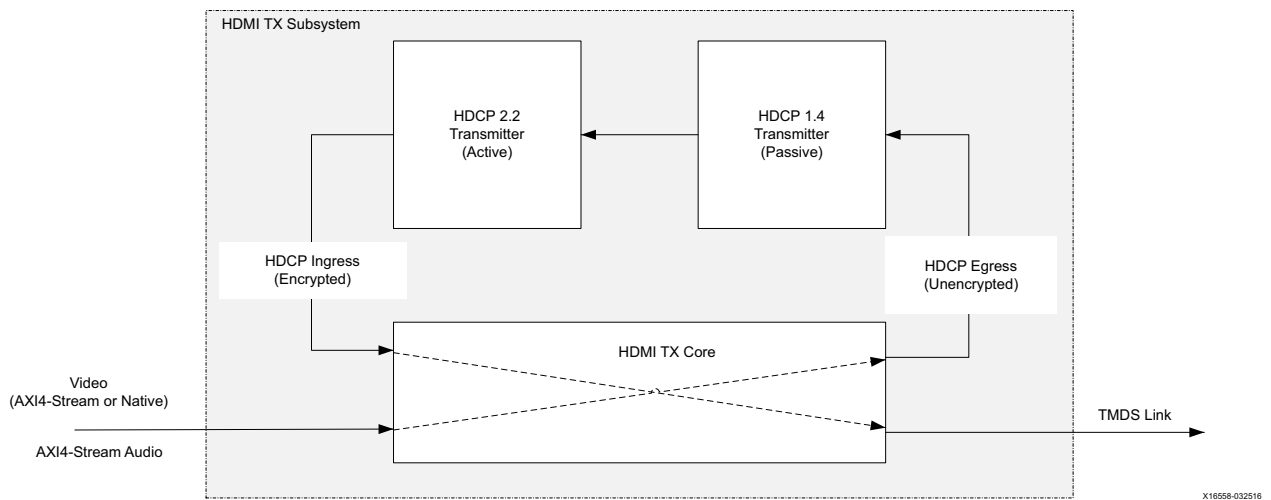 HDMI TX Subsystem
HDCP 2.2
Transmitter
(Active)
HDCP 1.4
Transmitter
(Passive)
HDCP Ingress
(Encrypted)
HDCP Egress
(Unencrypted)
HDMI TX Core
Video
(AXI4-Stream or Native)
AXI4-Stream Audio
TMDS Link
X16558-032516